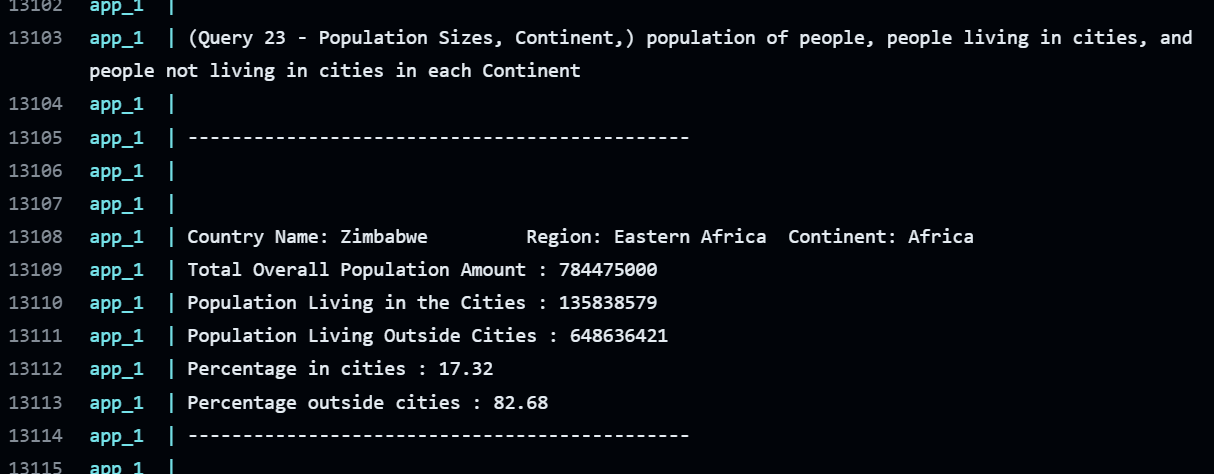 13102 app_1 |
13103 app_1 | (Query 23 - Population Sizes, Continent,) population of people, people living in cities, and
people not living in cities in each Continent
13104 app_1 |
13105 app_1 | ----------------------------------------------
13106 app_1 |
13107 app_1 |
13108 app_1 | Country Name: Zimbabwe         Region: Eastern Africa  Continent: Africa
13109 app_1 | Total Overall Population Amount : 784475000
13110 app_1 | Population Living in the Cities : 135838579
13111 app_1 | Population Living Outside Cities : 648636421
13112 app_1 | Percentage in cities : 17.32
13113 app_1 | Percentage outside cities : 82.68
13114 app_1 | ----------------------------------------------
13115 app_1 |